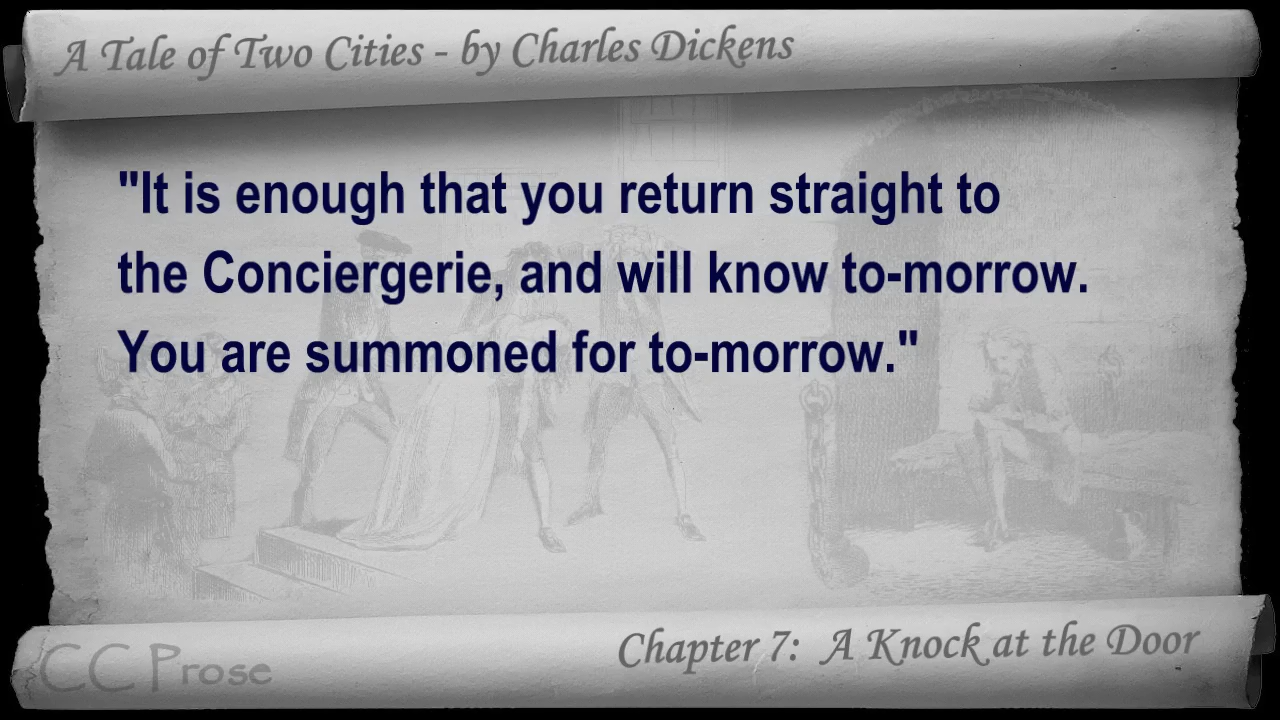 A Tale of Two Cities - by Charles Dickens
"It is enough that you return straight to
the Conciergerie, and will know to-morrow.
You are summoned for to-morrow."
Chapter 7: A Knock at the Door
CC Prose